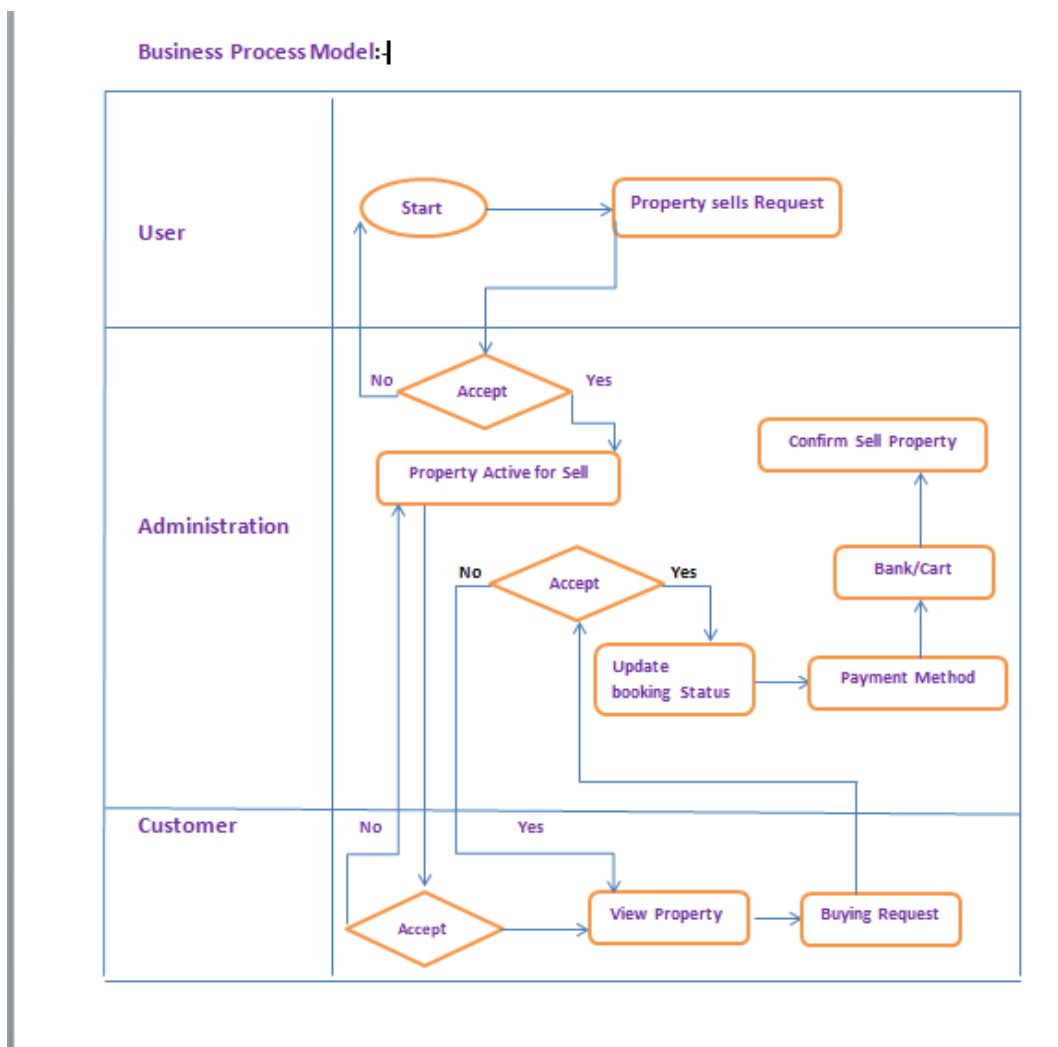 Business Process Model:-
User
Start
Property sells Request
Administration
No
Accept
Yes
Property Active for Sell
Confirm Sell Property
No
Accept
Yes
Bank/Cart
Update
booking Status
Payment Method
Customer
No
Yes
Accept
View Property
Buying Request